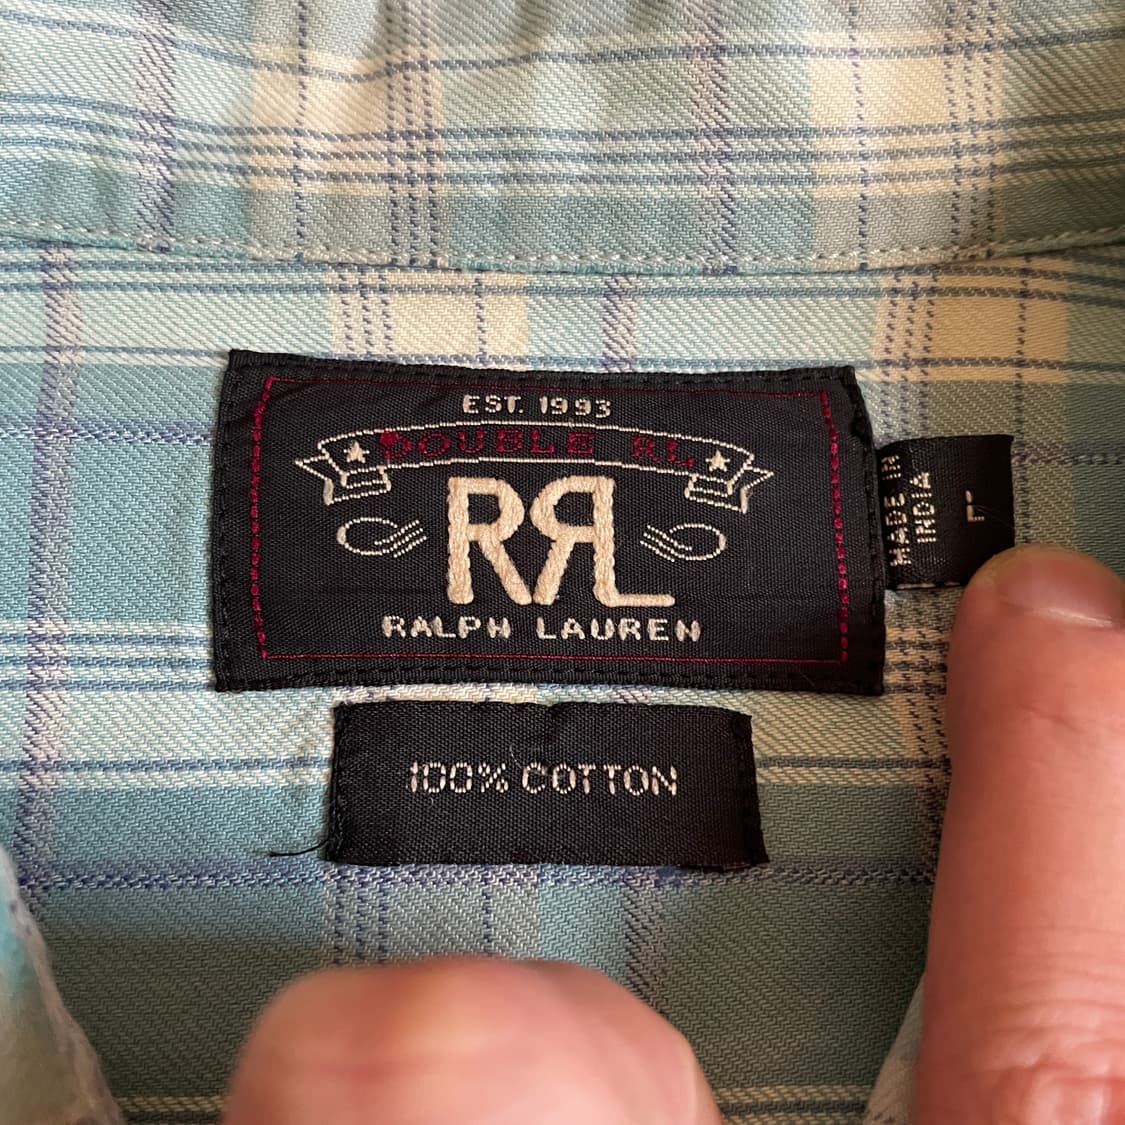 EST. 1993
DOUBLE RL
RRL
RALPH LAUREN
MADE IN
INDIA
L
100% COTTON